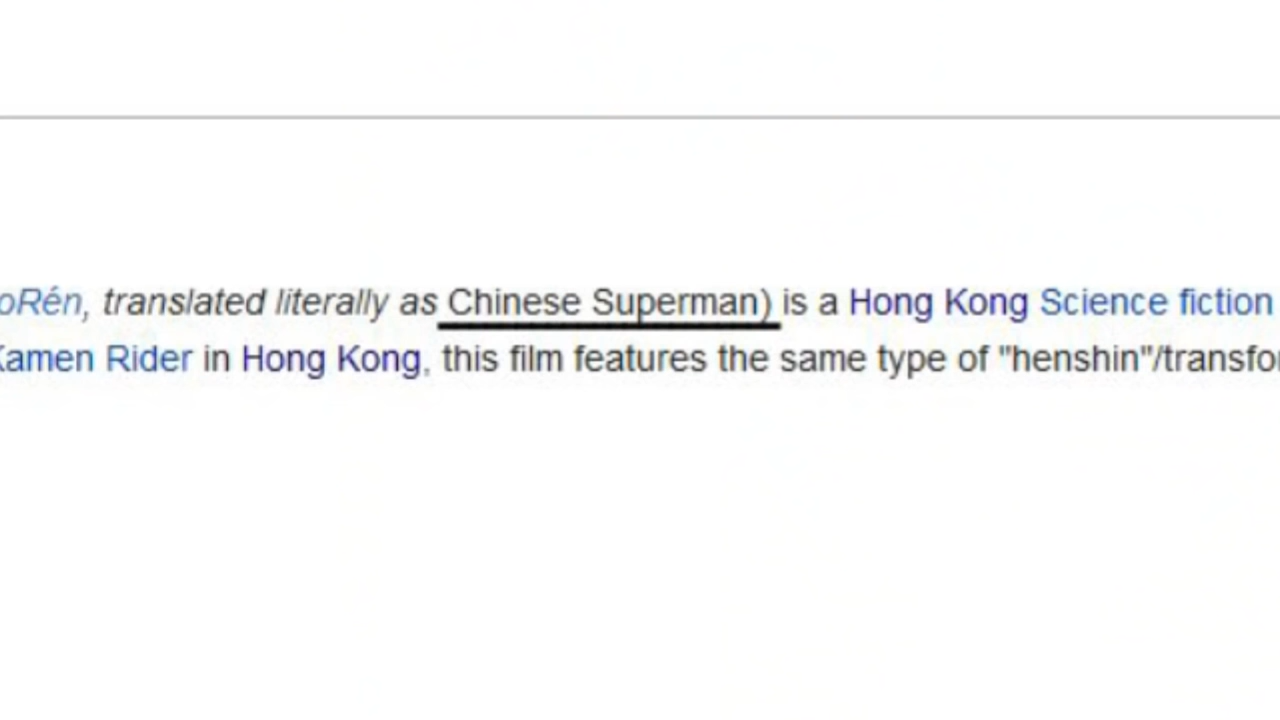 oRén, translated literally as Chinese Superman) is a Hong Kong Science fiction
Kamen Rider in Hong Kong, this film features the same type of "henshin"/transfor